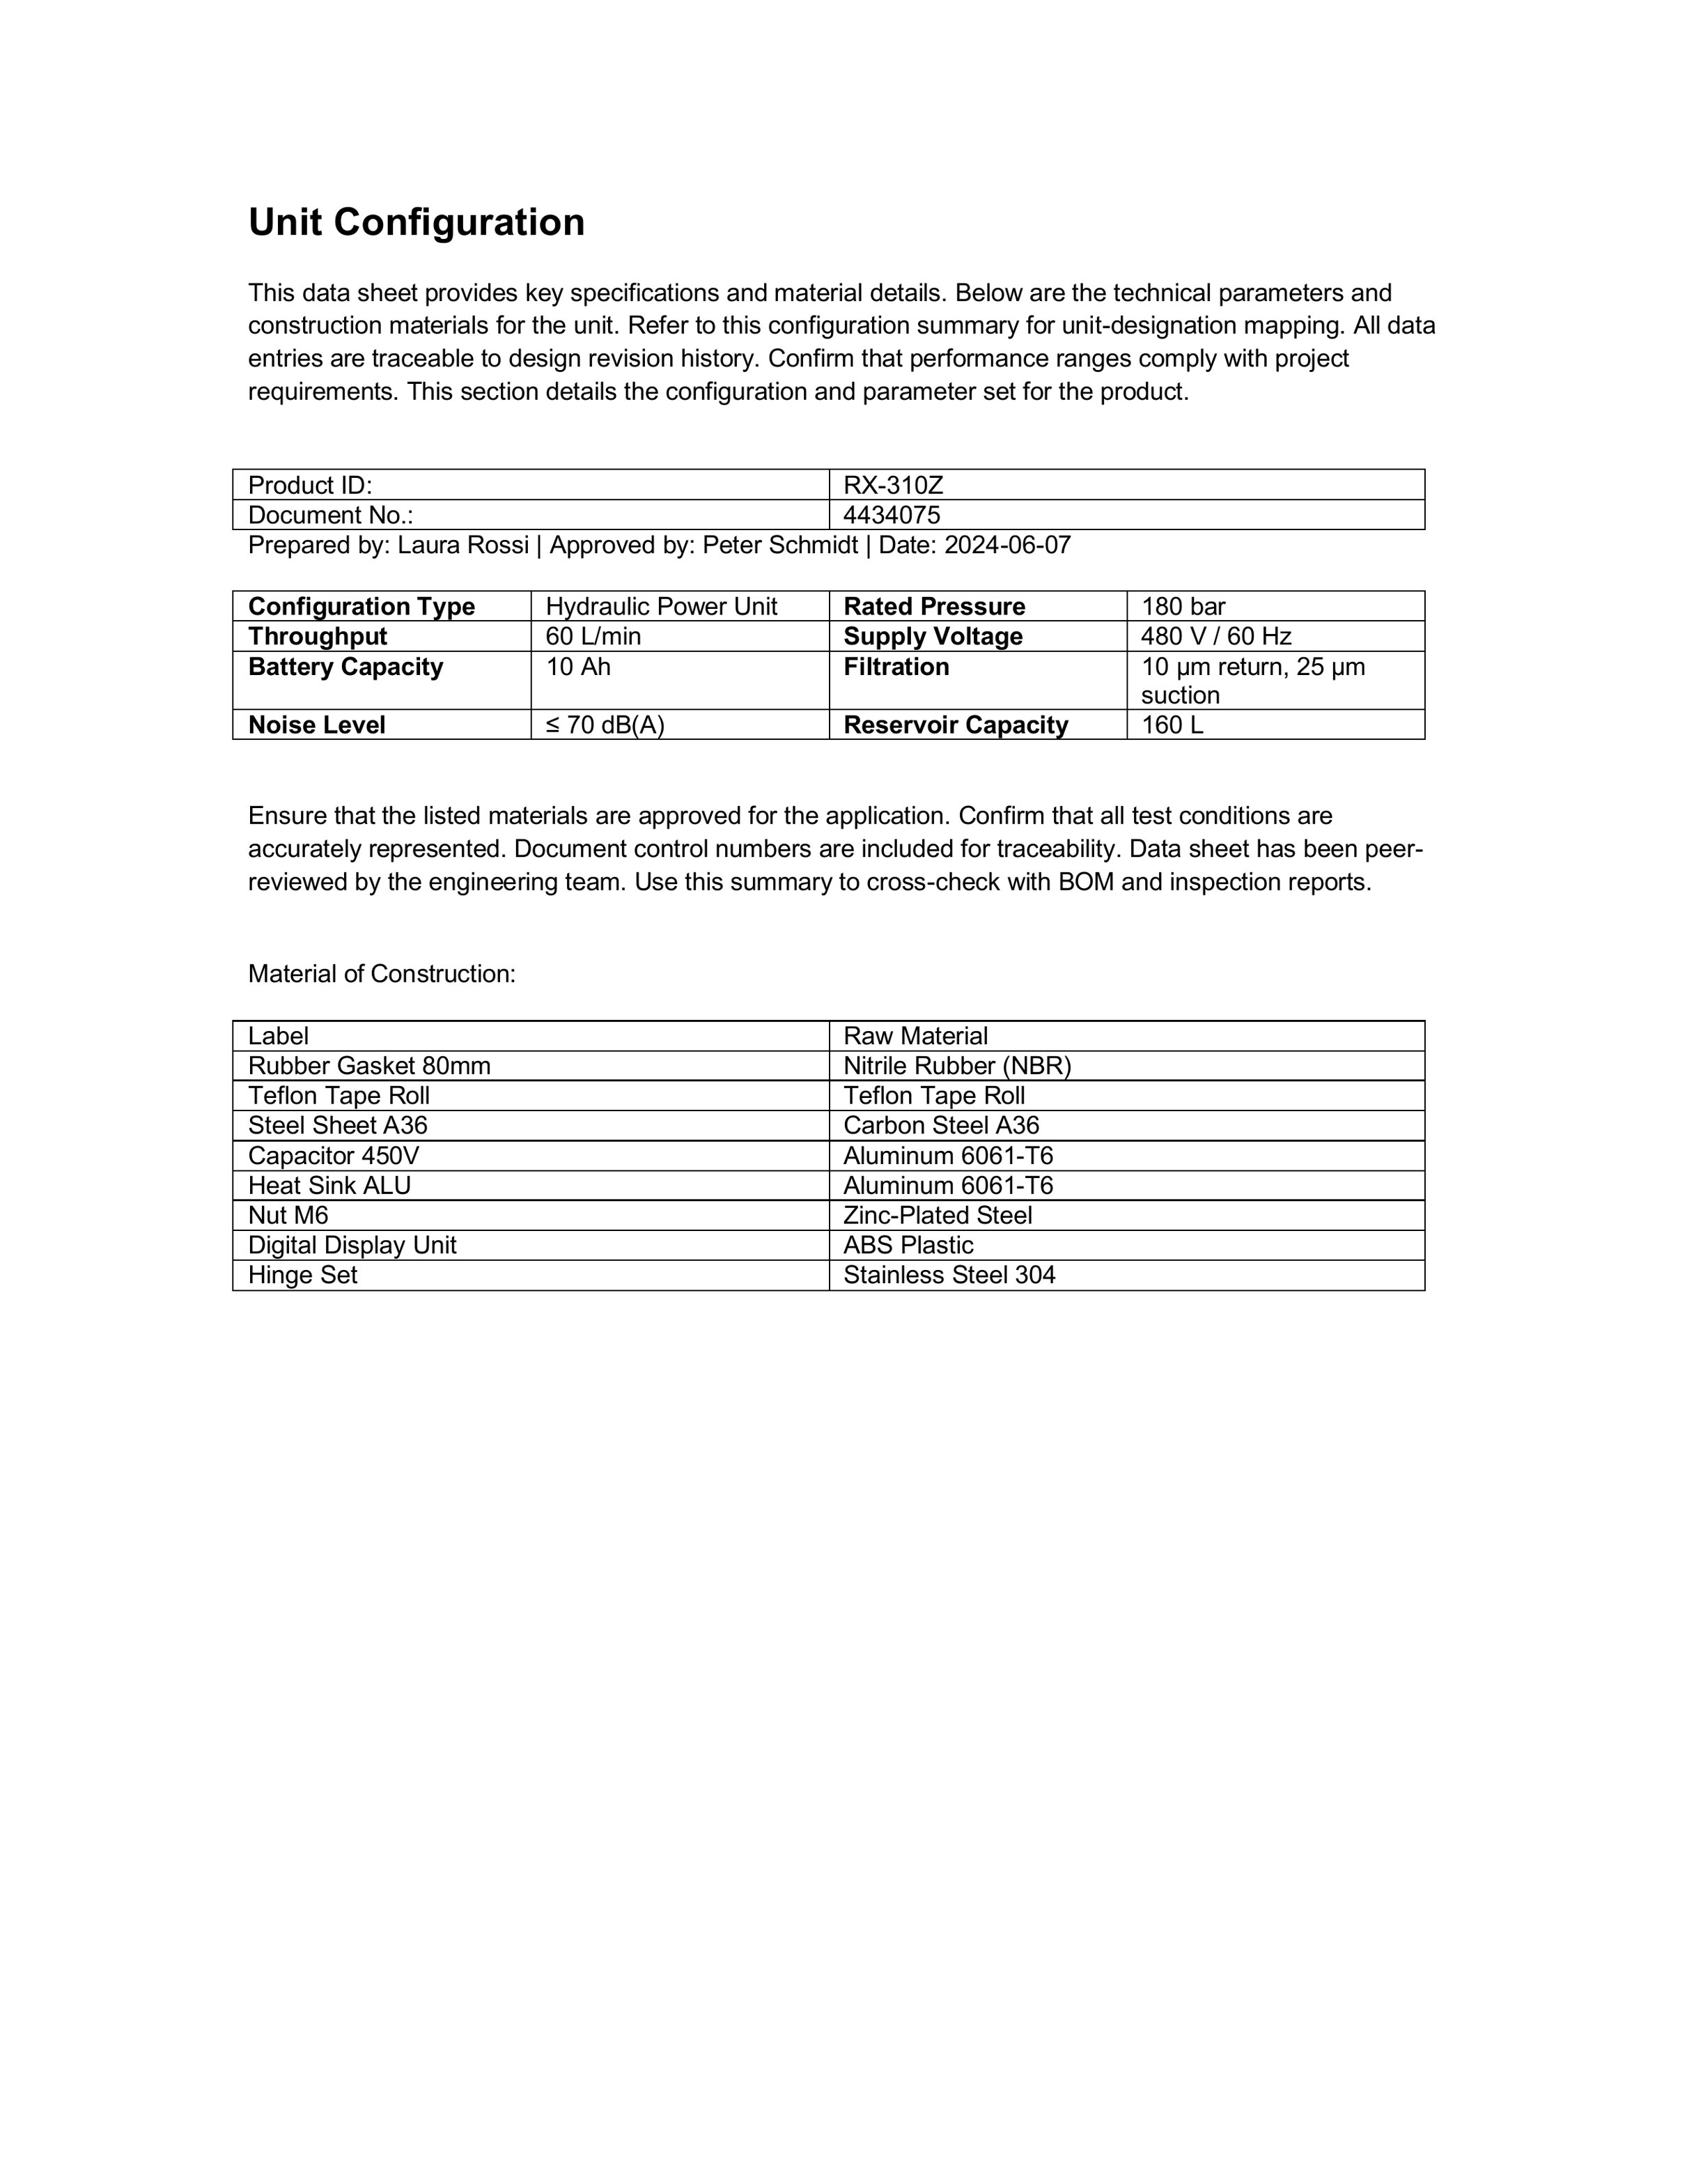 Unit Configuration
This data sheet provides key specifications and material details. Below are the technical parameters and
construction materials for the unit. Refer to this configuration summary for unit-designation mapping. All data
entries are traceable to design revision history. Confirm that performance ranges comply with project
requirements. This section details the configuration and parameter set for the product.
Product ID: RX-310Z
Document No.: 4434075
Prepared by: Laura Rossi | Approved by: Peter Schmidt | Date: 2024-06-07
Configuration Type Hydraulic Power Unit Rated Pressure 180 bar
Throughput 60 L/min Supply Voltage 480 V / 60 Hz
Battery Capacity 10 Ah Filtration 10 µm return, 25 µm
suction
Noise Level ≤ 70 dB(A) Reservoir Capacity 160 L
Ensure that the listed materials are approved for the application. Confirm that all test conditions are
accurately represented. Document control numbers are included for traceability. Data sheet has been peer-
reviewed by the engineering team. Use this summary to cross-check with BOM and inspection reports.
Material of Construction:
Label Raw Material
Rubber Gasket 80mm Nitrile Rubber (NBR)
Teflon Tape Roll Teflon Tape Roll
Steel Sheet A36 Carbon Steel A36
Capacitor 450V Aluminum 6061-T6
Heat Sink ALU Aluminum 6061-T6
Nut M6 Zinc-Plated Steel
Digital Display Unit ABS Plastic
Hinge Set Stainless Steel 304